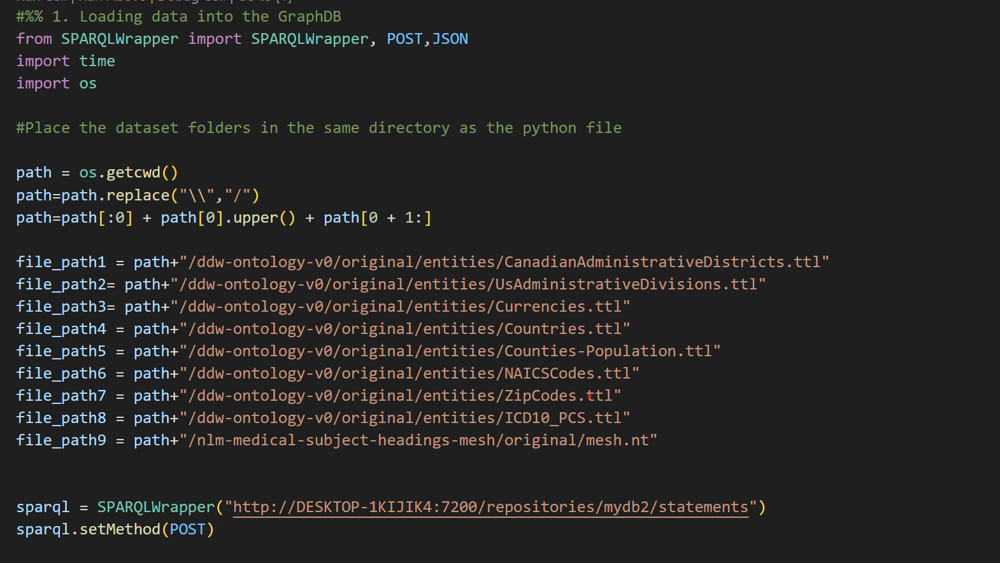 #%% 1. Loading data into the GraphDB
from SPARQLWrapper import SPARQLWrapper, POST,JSON
import time
import os
#Place the dataset folders in the same directory as the python file
path = os.getcwd()
path=path.replace("\\","/")
path=path[:0] + path[0].upper() + path[0 + 1:]
file_path1 = path+"/ddw-ontology-v0/original/entities/CanadianAdministrativeDistricts.ttl"
file_path2= path+"/ddw-ontology-v0/original/entities/UsAdministrativeDivisions.ttl"
file_path3= path+"/ddw-ontology-v0/original/entities/Currencies.ttl"
file_path4 = path+"/ddw-ontology-v0/original/entities/Countries.ttl"
file_path5 = path+"/ddw-ontology-v0/original/entities/Counties-Population.ttl"
file_path6 = path+"/ddw-ontology-v0/original/entities/NAICSCodes.ttl"
file_path7 = path+"/ddw-ontology-v0/original/entities/ZipCodes.ttl"
file_path8 = path+"/ddw-ontology-v0/original/entities/ICD10_PCS.ttl"
file_path9 = path+"/nlm-medical-subject-headings-mesh/original/mesh.nt"
sparql = SPARQLWrapper("http://DESKTOP-1KIJIK4:7200/repositories/mydb2/statements")
sparql.setMethod(POST)